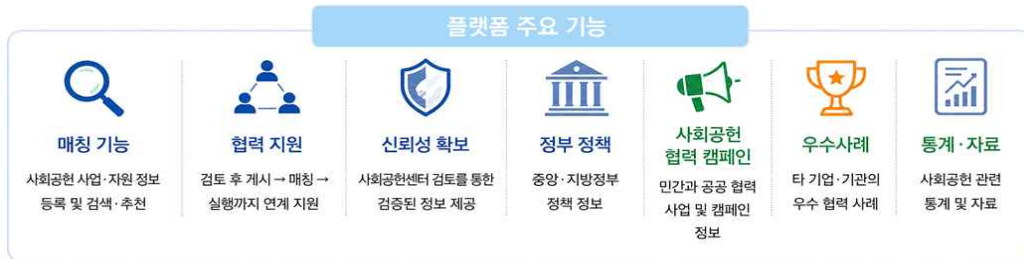 플랫폼 주요 기능
매칭 기능
사회공헌 사업·자원 정보
등록 및 검색·추천
협력 지원
검토 후 게시 → 매칭 →
실행까지 연계 지원
신뢰성 확보
사회공헌센터 검토를 통한
검증된 정보 제공
정부 정책
중앙·지방정부
정책 정보
사회공헌
협력 캠페인
민간과 공공 협력
사업 및 캠페인
정보
우수사례
타 기업·기관의
우수 협력 사례
통계·자료
사회공헌 관련
통계 및 자료